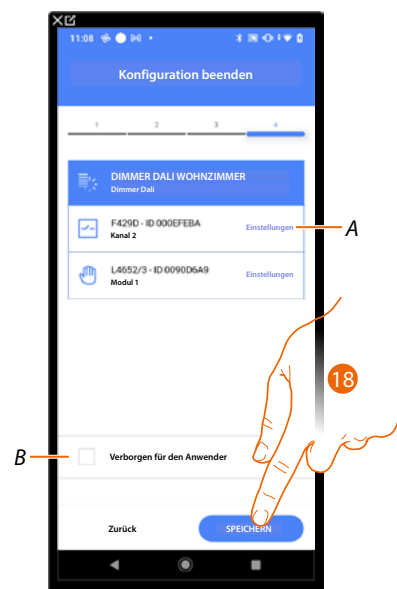 11:08
Konfiguration beenden
1 2 3 4
DIMMER DALI WOHNZIMMER
Dimmer Dali
F429D - ID 000EFEBA
Kanal 2
Einstellungen
A
L4652/3 - ID 0090D6A9
Modul 1
Einstellungen
18
B
Verborgen für den Anwender
Zurück
SPEICHERN